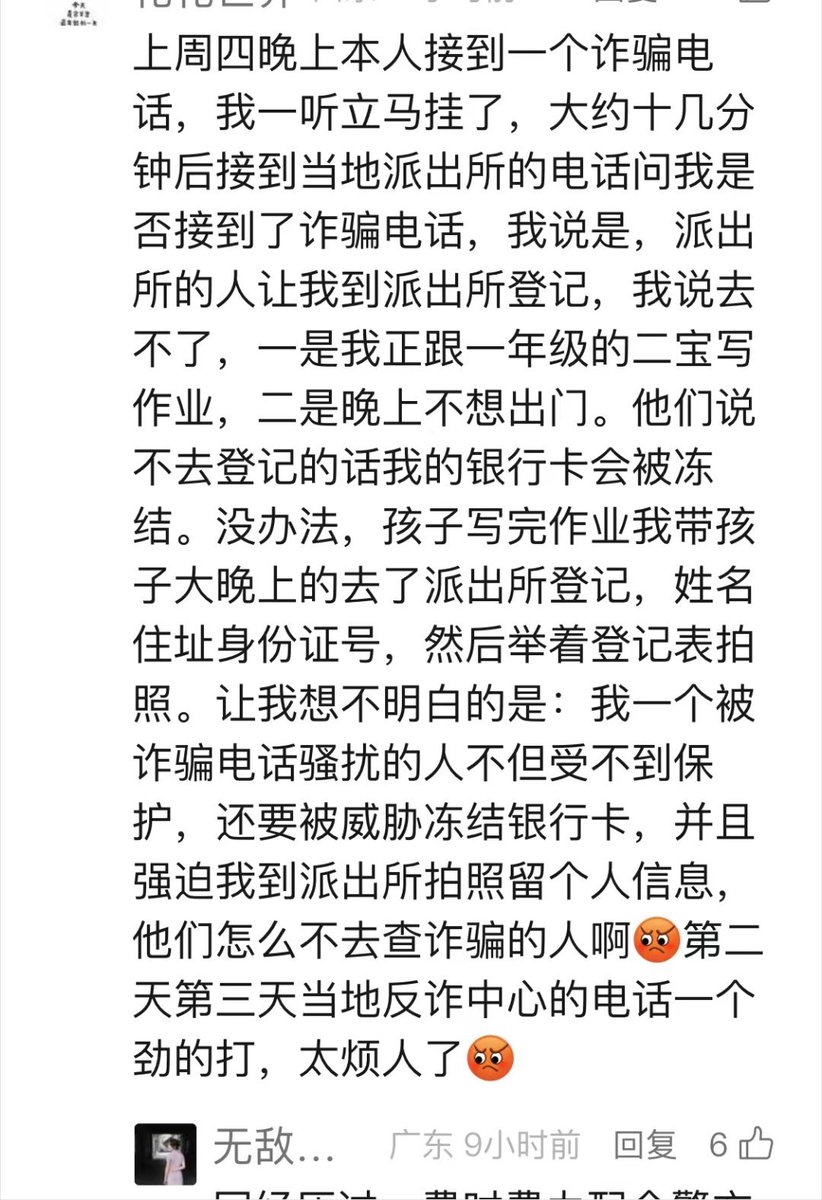 上周四晚上本人接到一个诈骗电
话，我一听立马挂了，大约十几分
钟后接到当地派出所的电话问我是
否接到了诈骗电话，我说是，派出
所的人让我到派出所登记，我说去
不了，一是我正跟一年级的二宝写
作业，二是晚上不想出门。他们说
不去登记的话我的银行卡会被冻
结。没办法，孩子写完作业我带孩
子大晚上的去了派出所登记，姓名
住址身份证号，然后举着登记表拍
照。让我想不明白的是：我一个被
诈骗电话骚扰的人不但受不到保
护，还要被威胁冻结银行卡，并且
强迫我到派出所拍照留个人信息，
他们怎么不去查诈骗的人啊😡第二
天第三天当地反诈中心的电话一个
劲的打，太烦人了😡
无敌... 广东 9小时前 回复 6